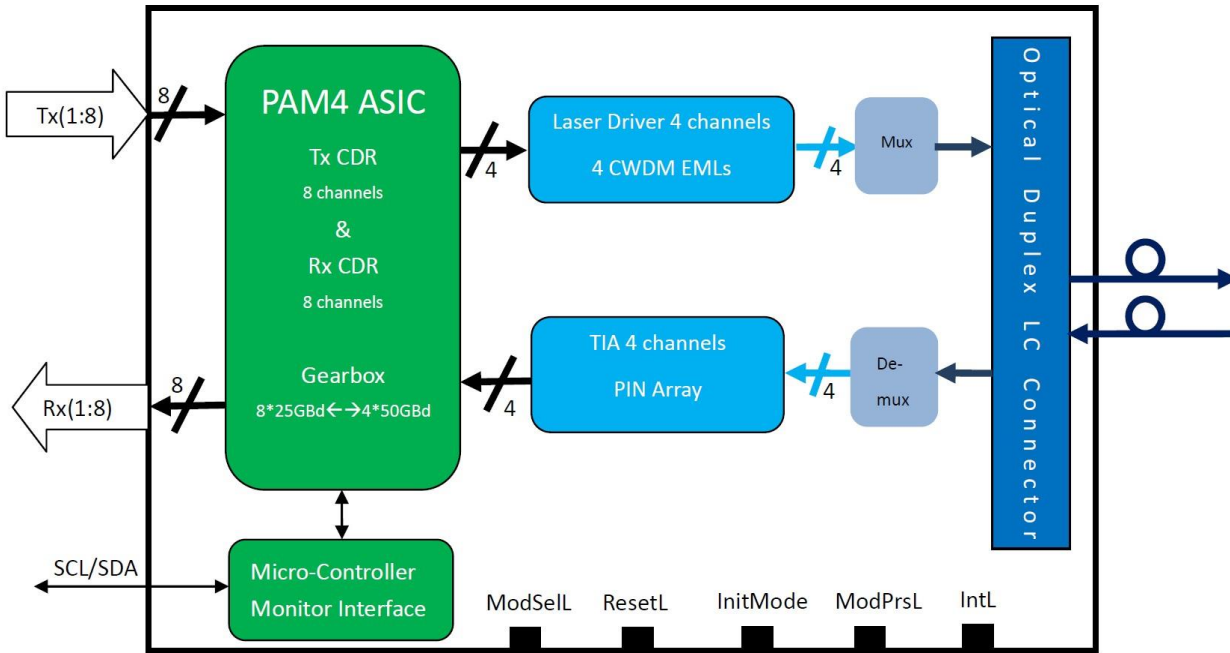 Tx(1:8)
8
PAM4 ASIC
Tx CDR
8 channels
&
Rx CDR
8 channels
Gearbox
8*25GBd←→4*50GBd
4
Laser Driver 4 channels
4 CWDM EMLs
4
Mux
Optical Duplex LC Connector
Rx(1:8)
8
4
TIA 4 channels
PIN Array
4
De-
mux
SCL/SDA
Micro-Controller
Monitor Interface
ModSelL
ResetL
InitMode
ModPrsL
IntL